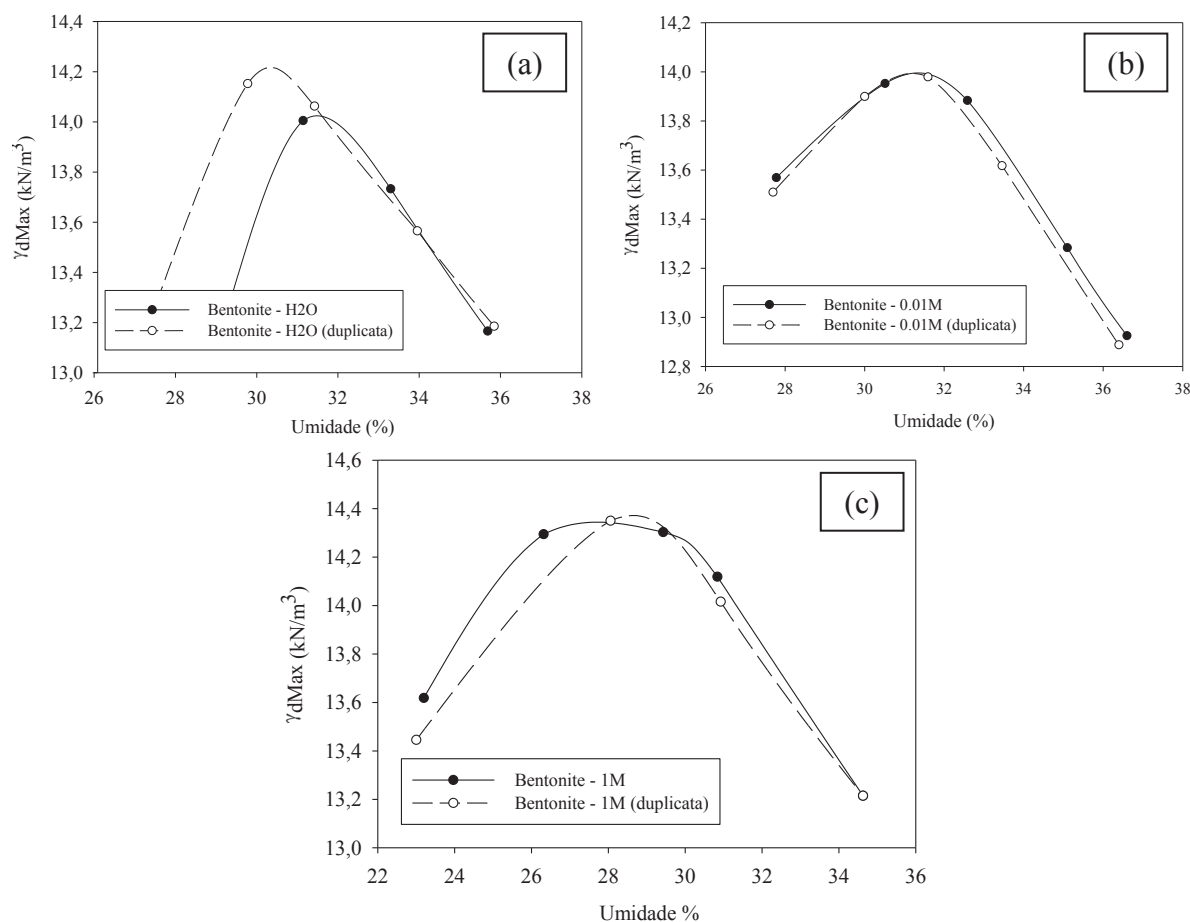 (a)
14,4
14,2
14,0
13,8
13,6
13,4
13,2
13,0
γdMax (kN/m³)
Bentonite - H2O
Bentonite - H2O (duplicata)
26 28 30 32 34 36 38
Umidade (%)
(b)
14,2
14,0
13,8
13,6
13,4
13,2
13,0
12,8
γdMax (kN/m³)
Bentonite - 0.01M
Bentonite - 0.01M (duplicata)
26 28 30 32 34 36 38
Umidade (%)
(c)
14,6
14,4
14,2
14,0
13,8
13,6
13,4
13,2
13,0
γdMax (kN/m³)
Bentonite - 1M
Bentonite - 1M (duplicata)
22 24 26 28 30 32 34 36
Umidade %